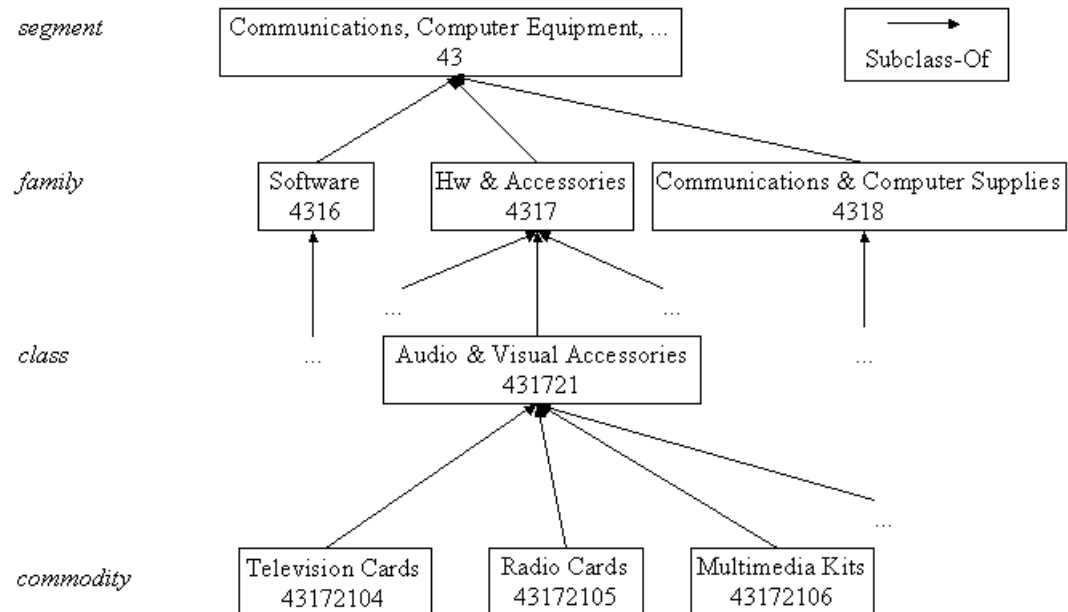 segment
Communications, Computer Equipment, ...
43
Subclass-Of
family
Software
4316
Hw & Accessories
4317
Communications & Computer Supplies
4318
...
...
class
...
Audio & Visual Accessories
431721
...
...
commodity
Television Cards
43172104
Radio Cards
43172105
Multimedia Kits
43172106